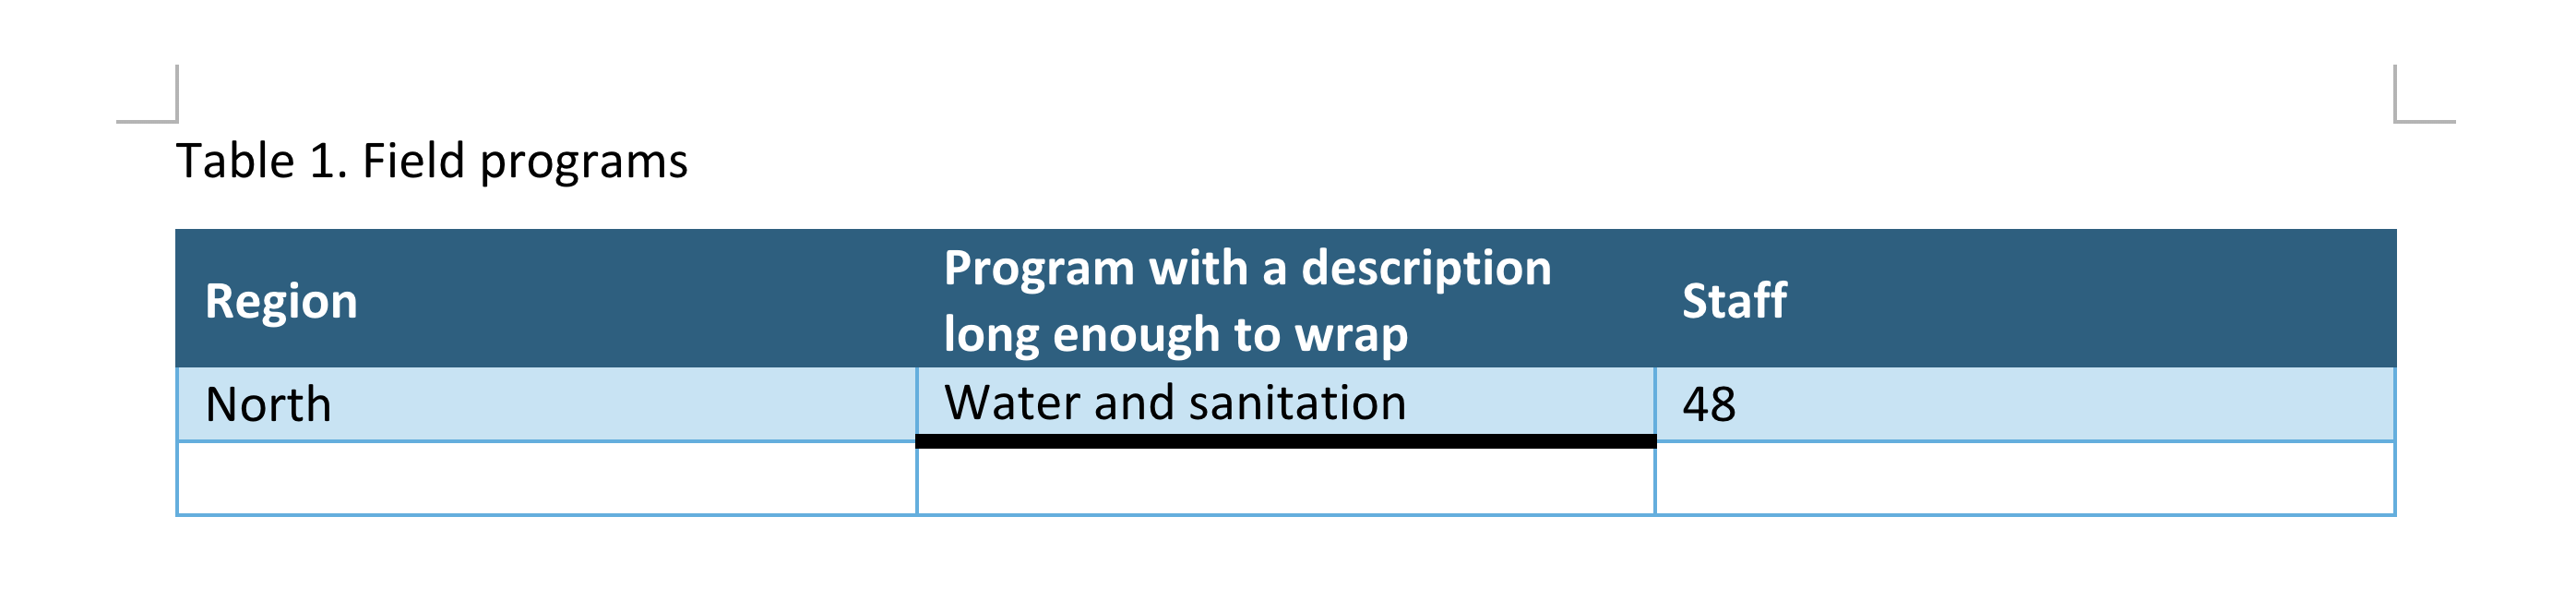 Table 1. Field programs
Region
Program with a description
long enough to wrap
Staff
North
Water and sanitation
48